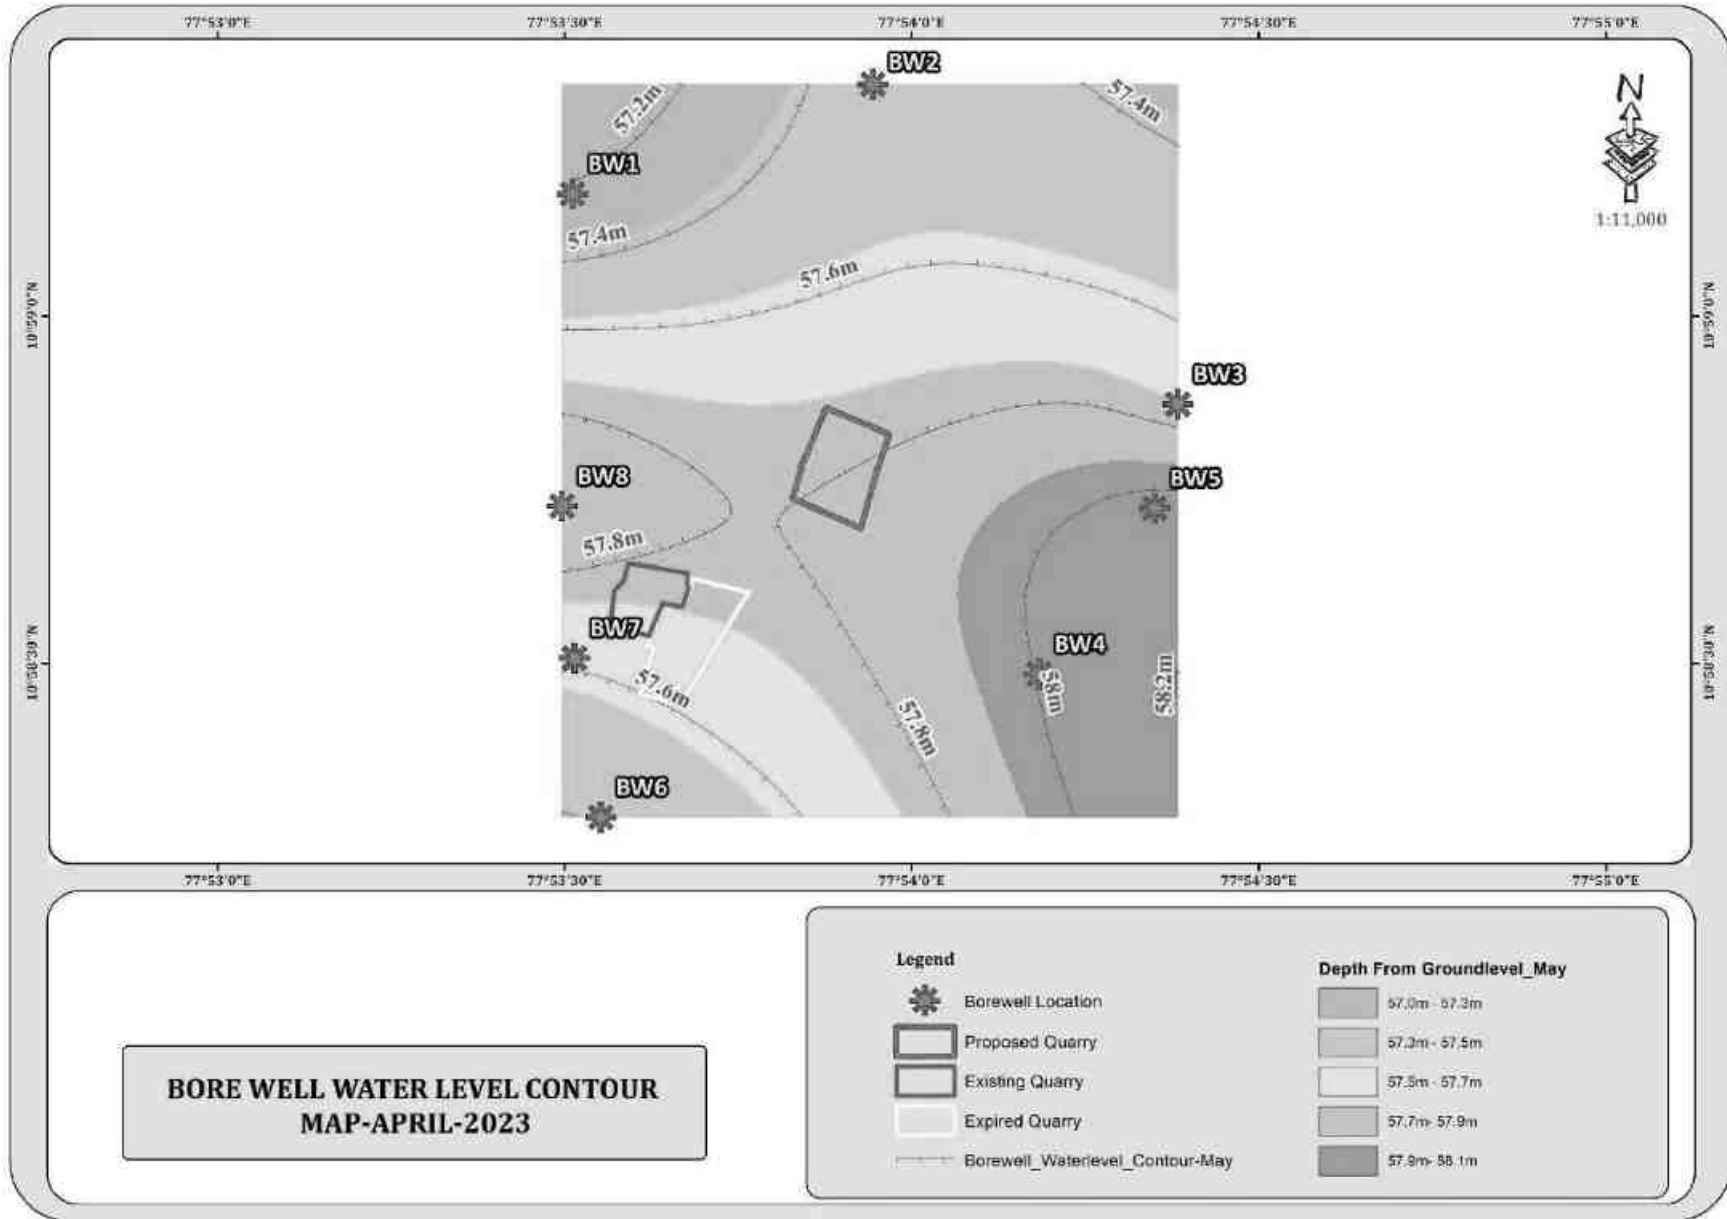 77°53'0"E
77°53'30"E
77°54'0"E
77°54'30"E
77°55'0"E
BW2
57.2m
57.4m
N
BW1
1:11,000
57.4m
57.6m
10°59'0"N
10°59'0"N
BW3
BW8
BW5
57.8m
BW7
BW4
10°58'30"N
10°58'30"N
57.6m
58m
58.2m
57.8m
BW6
77°53'0"E
77°53'30"E
77°54'0"E
77°54'30"E
77°55'0"E
Legend
Borewell Location
Proposed Quarry
Existing Quarry
Expired Quarry
Borewell_Waterlevel_Contour-May
Depth From Groundlevel_May
57.0m - 57.3m
57.3m - 57.5m
57.5m - 57.7m
57.7m- 57.9m
57.9m- 58.1m
BORE WELL WATER LEVEL CONTOUR
MAP-APRIL-2023